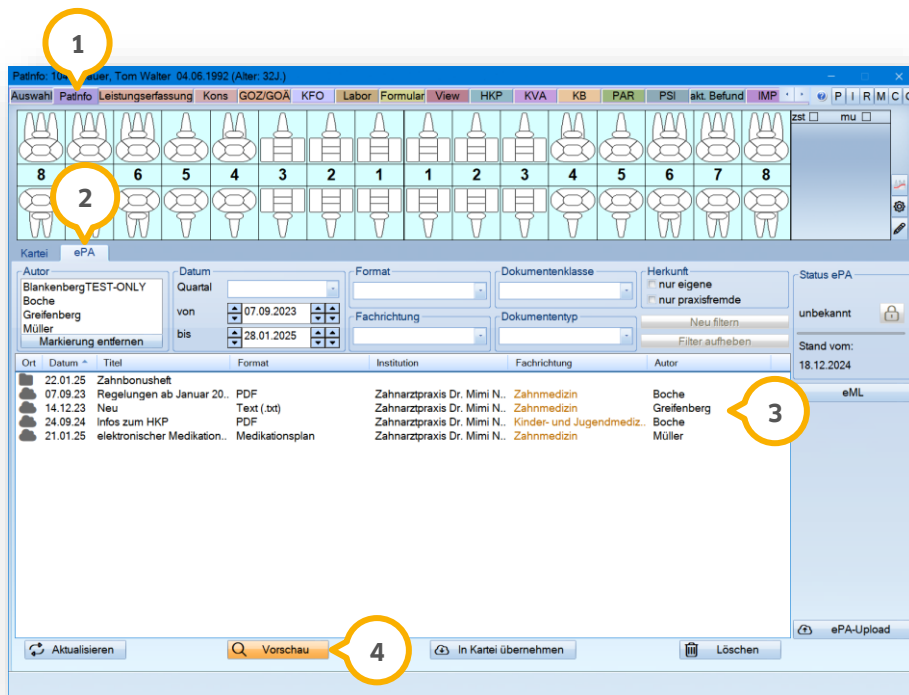 1
PatInfo: 10 uer, Tom Walter 04.06.1992 (Alter: 32J.)
Auswahl PatInfo Leistungserfassung Kons GOZ/GOÄ KFO Labor Formular View HKP KVA KB PAR PSI akt. Befund IMP P I R M C
zst mu
8 6 5 4 3 2 1 1 2 3 4 5 6 7 8
2
Kartei ePA
Autor Datum Format Dokumentenklasse Herkunft Status ePA
BlankenbergTEST-ONLY Quartal nur eigene
Boche von 07.09.2023 nur praxisfremde
Greifenberg Fachrichtung Dokumententyp Neu filtern unbekannt
Müller bis 28.01.2025 Filter aufheben
Markierung entfernen Stand vom:
18.12.2024
Ort Datum Titel Format Institution Fachrichtung Autor
eML
22.01.25 Zahnbonusheft
07.09.23 Regelungen ab Januar 20.. PDF Zahnarztpraxis Dr. Mimi N.. Zahnmedizin Boche
14.12.23 Neu Text (.txt) Zahnarztpraxis Dr. Mimi N.. Zahnmedizin Greifenberg
24.09.24 Infos zum HKP PDF Zahnarztpraxis Dr. Mimi N.. Kinder- und Jugendmediz.. Boche
21.01.25 elektronischer Medikation.. Medikationsplan Zahnarztpraxis Dr. Mimi N.. Zahnmedizin Müller
3
ePA-Upload
Aktualisieren Vorschau 4 In Kartei übernehmen Löschen